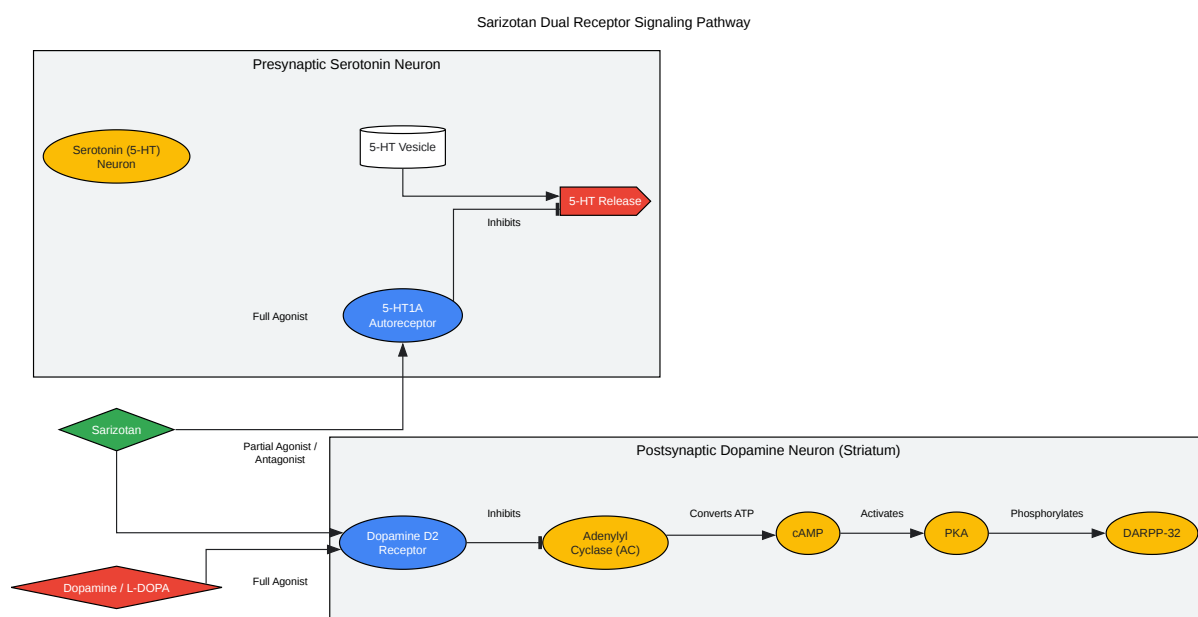 Sarizotan Dual Receptor Signaling Pathway
Presynaptic Serotonin Neuron
Serotonin (5-HT)
Neuron
5-HT Vesicle
5-HT Release
Inhibits
5-HT1A
Autoreceptor
Full Agonist
Sarizotan
Partial Agonist /
Antagonist
Postsynaptic Dopamine Neuron (Striatum)
Dopamine D2
Receptor
Inhibits
Adenylyl
Cyclase (AC)
Converts ATP
cAMP
Activates
PKA
Phosphorylates
DARPP-32
Dopamine / L-DOPA
Full Agonist